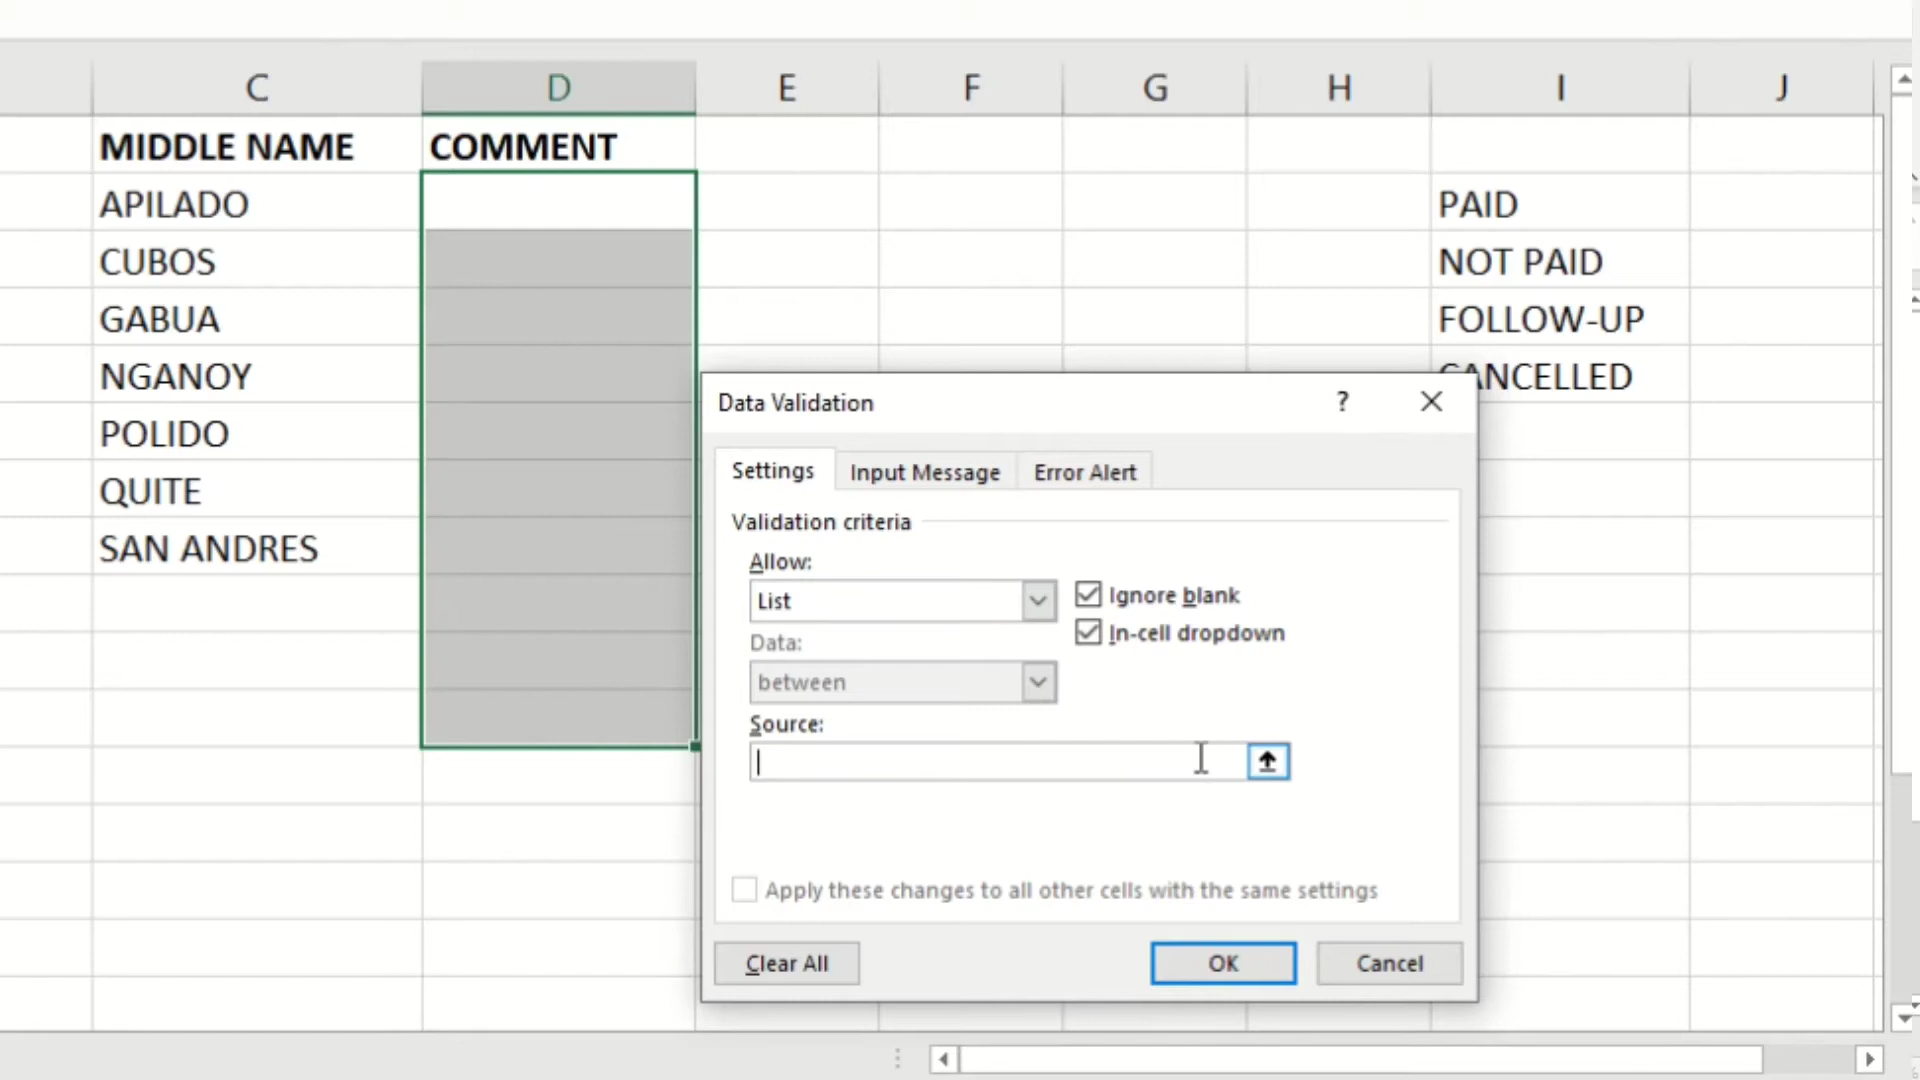 C D E F G H I J
MIDDLE NAME COMMENT
APILADO PAID
CUBOS NOT PAID
GABUA FOLLOW-UP
NGANOY CANCELLED
POLIDO
QUITE
SAN ANDRES
Data Validation ?
Settings Input Message Error Alert
Validation criteria
Allow:
List Ignore blank
In-cell dropdown
Data:
between
Source:
Apply these changes to all other cells with the same settings
Clear All OK Cancel